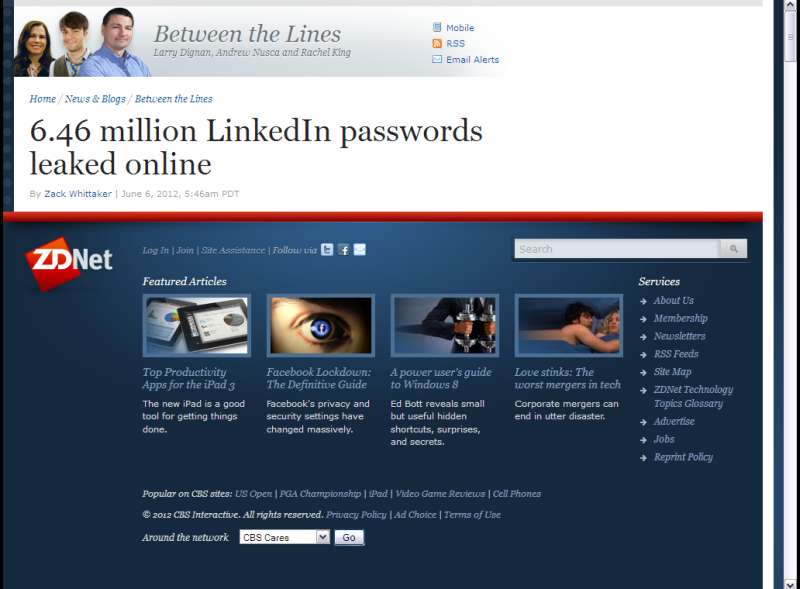 Between the Lines
Larry Dignan, Andrew Nusca and Rachel King
Mobile
RSS
Email Alerts
Home / News & Blogs / Between the Lines
6.46 million LinkedIn passwords
leaked online
By Zack Whittaker | June 6, 2012, 5:46am PDT
ZDNet
Log In | Join | Site Assistance | Follow via
Search
Featured Articles
Top Productivity
Apps for the iPad 3
The new iPad is a good
tool for getting things
done.
Facebook Lockdown:
The Definitive Guide
Facebook's privacy and
security settings have
changed massively.
A power user's guide
to Windows 8
Ed Bott reveals small
but useful hidden
shortcuts, surprises,
and secrets.
Love stinks: The
worst mergers in tech
Corporate mergers can
end in utter disaster.
Services
About Us
Membership
Newsletters
RSS Feeds
Site Map
ZDNet Technology
Topics Glossary
Advertise
Jobs
Reprint Policy
Popular on CBS sites: US Open | PGA Championship | iPad | Video Game Reviews | Cell Phones
© 2012 CBS Interactive. All rights reserved. Privacy Policy | Ad Choice | Terms of Use
Around the network CBS Cares Go